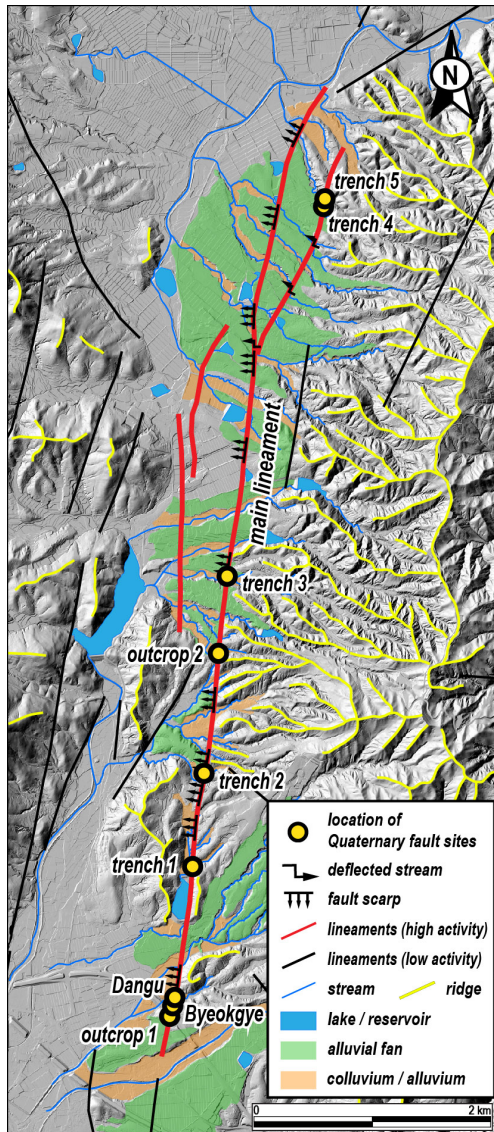 N
trench 5
trench 4
main lineament
trench 3
outcrop 2
trench 2
trench 1
Dangu
Byeokgye
outcrop 1
location of
Quaternary fault sites
deflected stream
fault scarp
lineaments (high activity)
lineaments (low activity)
stream
ridge
lake / reservoir
alluvial fan
colluvium / alluvium
0
2 km